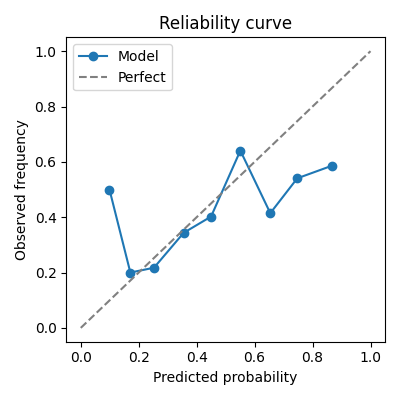 Reliability curve
Model
Perfect
Observed frequency
1.0
0.8
0.6
0.4
0.2
0.0
0.0 0.2 0.4 0.6 0.8 1.0
Predicted probability